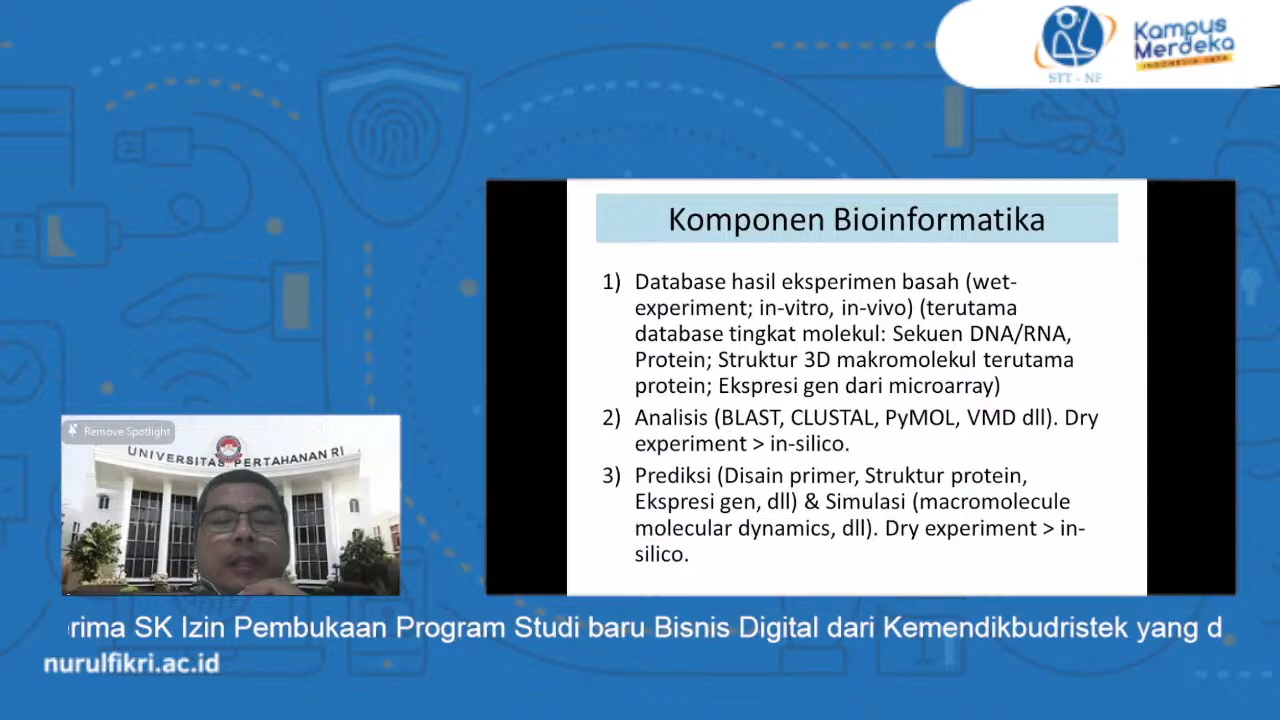 STT - NF
Kampus
Merdeka
INDONESIA JAYA
Komponen Bioinformatika
1) Database hasil eksperimen basah (wet-
experiment; in-vitro, in-vivo) (terutama
database tingkat molekul: Sekuen DNA/RNA,
Protein; Struktur 3D makromolekul terutama
protein; Ekspresi gen dari microarray)
2) Analisis (BLAST, CLUSTAL, PyMOL, VMD dll). Dry
experiment > in-silico.
3) Prediksi (Disain primer, Struktur protein,
Ekspresi gen, dll) & Simulasi (macromolecule
molecular dynamics, dll). Dry experiment > in-
silico.
Remove Spotlight
UNIVERSITAS PERTAHANAN RI
rima SK Izin Pembukaan Program Studi baru Bisnis Digital dari Kemendikbudristek yang d
nurulfikri.ac.id